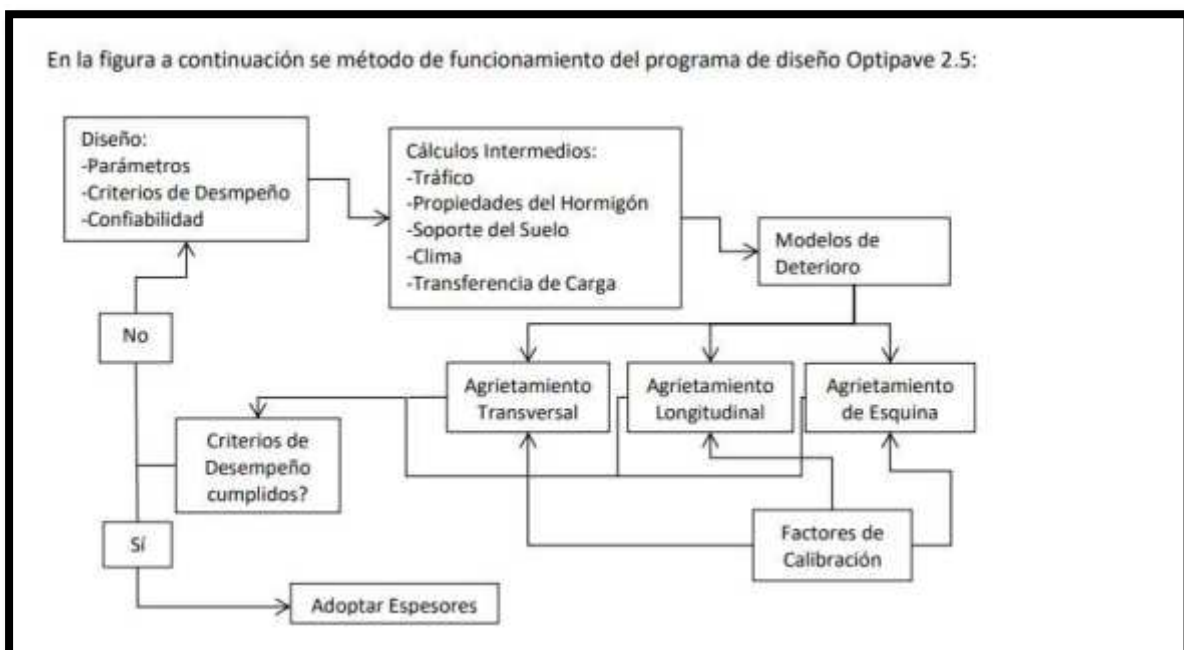 En la figura a continuación se método de funcionamiento del programa de diseño Optipave 2.5:
Diseño:
-Parámetros
-Criterios de Desmpeño
-Confiabilidad
Cálculos Intermedios:
-Tráfico
-Propiedades del Hormigón
-Soporte del Suelo
-Clima
-Transferencia de Carga
Modelos de
Deterioro
No
Agrietamiento
Transversal
Agrietamiento
Longitudinal
Agrietamiento
de Esquina
Criterios de
Desempeño
cumplidos?
Sí
Factores de
Calibración
Adoptar Espesores